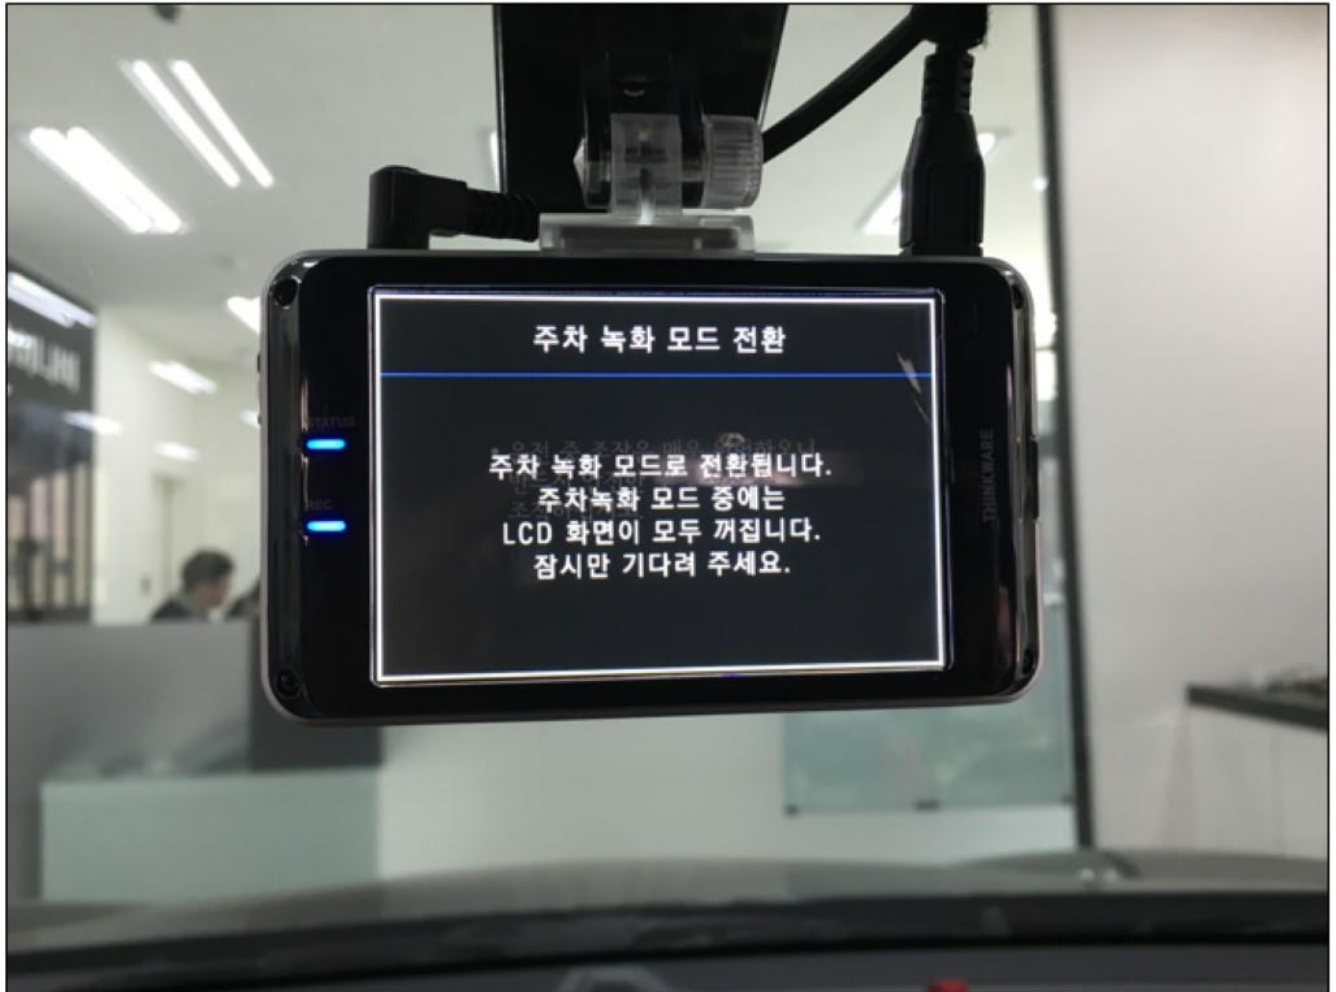 주차 녹화 모드 전환
STATUS
주차 녹화 모드로 전환됩니다.
주차녹화 모드 중에는
REC
LCD 화면이 모두 꺼집니다.
잠시만 기다려 주세요.
THINKWARE